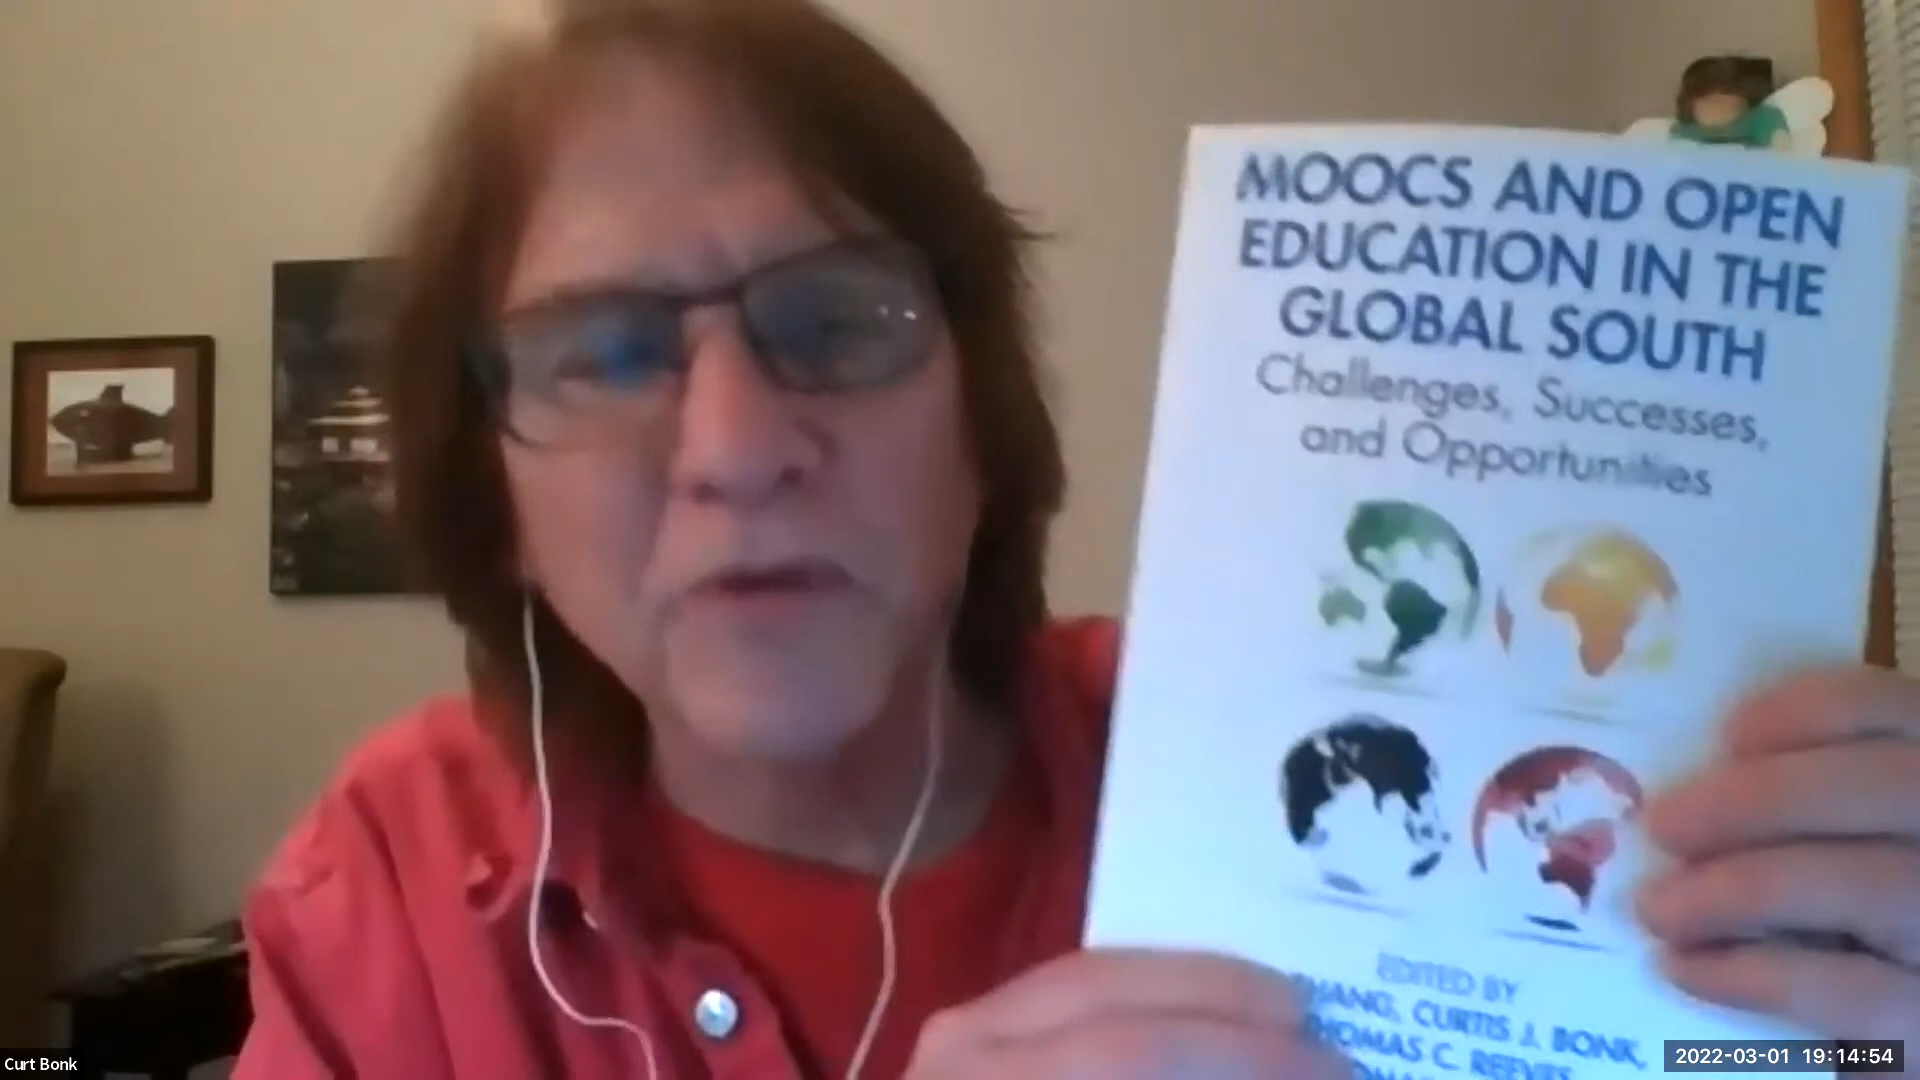 MOOCS AND OPEN
EDUCATION IN THE
GLOBAL SOUTH
Challenges, Successes,
and Opportunities
EDITED BY
CURTIS J. BONK,
THOMAS C. REEVES
Curt Bonk
2022-03-01 19:14:54